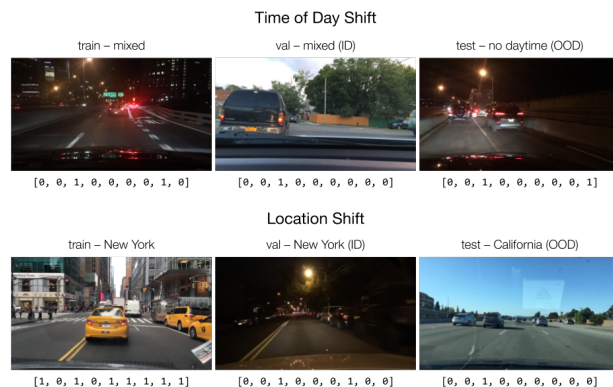 Time of Day Shift
train – mixed val – mixed (ID) test – no daytime (OOD)
[0, 0, 1, 0, 0, 0, 0, 1, 0] [0, 0, 1, 0, 0, 0, 0, 0, 0] [0, 0, 1, 0, 0, 0, 0, 0, 1]
Location Shift
train – New York val – New York (ID) test – California (OOD)
[1, 0, 1, 0, 1, 1, 1, 1, 1] [0, 0, 1, 0, 0, 0, 1, 0, 0] [0, 0, 1, 0, 0, 0, 0, 0, 0]